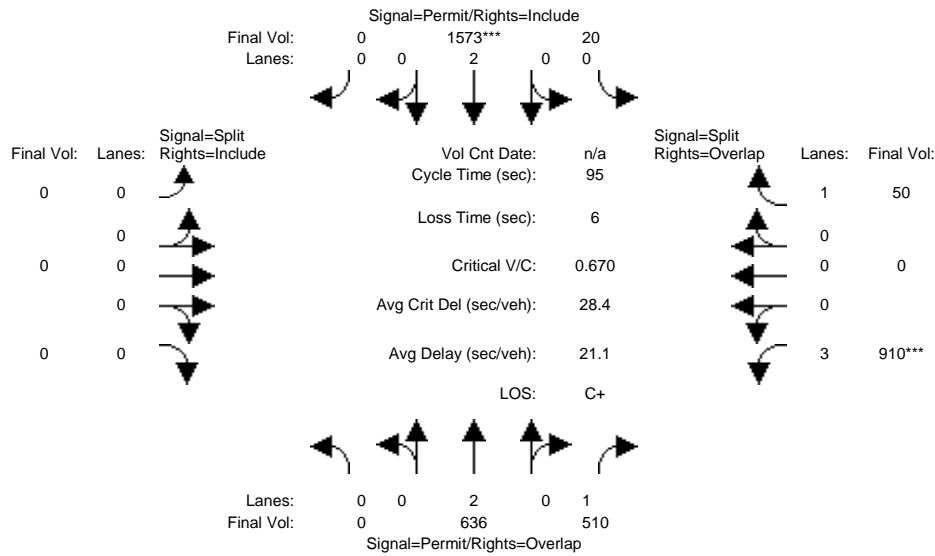 Signal=Permit/Rights=Include
Final Vol: 0 1573*** 20
Lanes: 0 0 2 0 0
Signal=Split
Final Vol: Lanes: Rights=Include
Vol Cnt Date: n/a
Signal=Split
Rights=Overlap Lanes: Final Vol:
Cycle Time (sec): 95
0 0
1 50
Loss Time (sec): 6
0
0
0 0
Critical V/C: 0.670
0 0
0
Avg Crit Del (sec/veh): 28.4
0
0 0
Avg Delay (sec/veh): 21.1
3 910***
LOS: C+
Lanes: 0 0 2 0 1
Final Vol: 0 636 510
Signal=Permit/Rights=Overlap